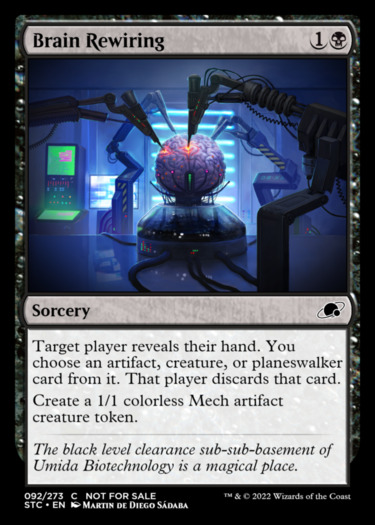 Brain Rewiring 1
Sorcery
Target player reveals their hand. You
choose an artifact, creature, or planeswalker
card from it. That player discards that card.
Create a 1/1 colorless Mech artifact
creature token.
The black level clearance sub-sub-basement of
Umida Biotechnology is a magical place.
092/273 C NOT FOR SALE
STC • EN Martin de Diego Sádaba
™ & © 2022 Wizards of the Coast